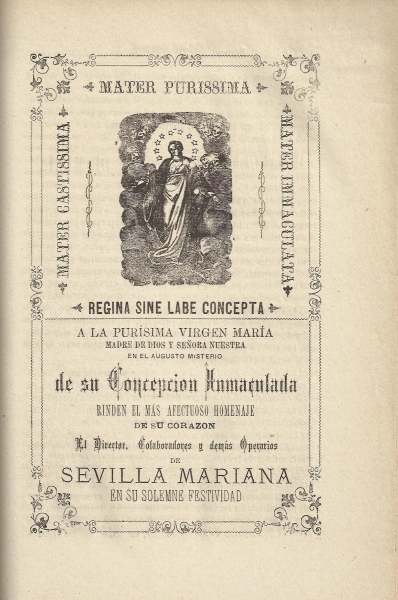 MATER PURISSIMA
MATER CASTISSIMA
MATER IMMACULATA
REGINA SINE LABE CONCEPTA
A LA PURÍSIMA VIRGEN MARÍA
MADRE DE DIOS Y SEÑORA NUESTRA
EN EL AUGUSTO MISTERIO
de su Concepcion Inmaculada
RINDEN EL MÁS AFECTUOSO HOMENAJE
DE SU CORAZON
El Director, Colaboradores y demás Operarios
DE
SEVILLA MARIANA
EN SU SOLEMNE FESTIVIDAD